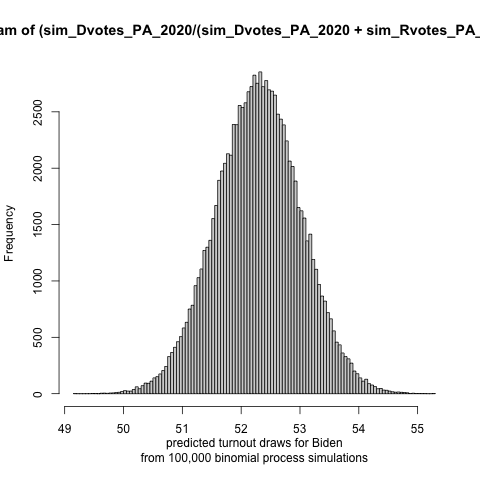 am of (sim_Dvotes_PA_2020/(sim_Dvotes_PA_2020 + sim_Rvotes_PA_
Frequency
2500
2000
1500
1000
500
0
49 50 51 52 53 54 55
predicted turnout draws for Biden
from 100,000 binomial process simulations